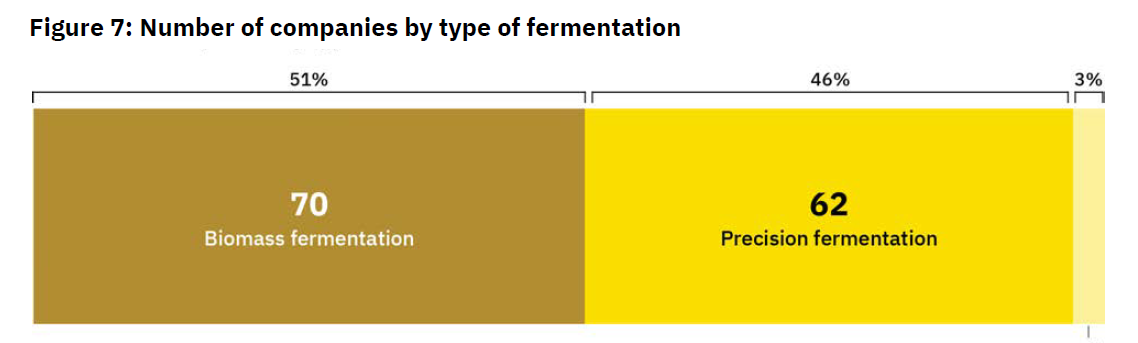 Figure 7: Number of companies by type of fermentation
51% 46% 3%
70 62
Biomass fermentation Precision fermentation